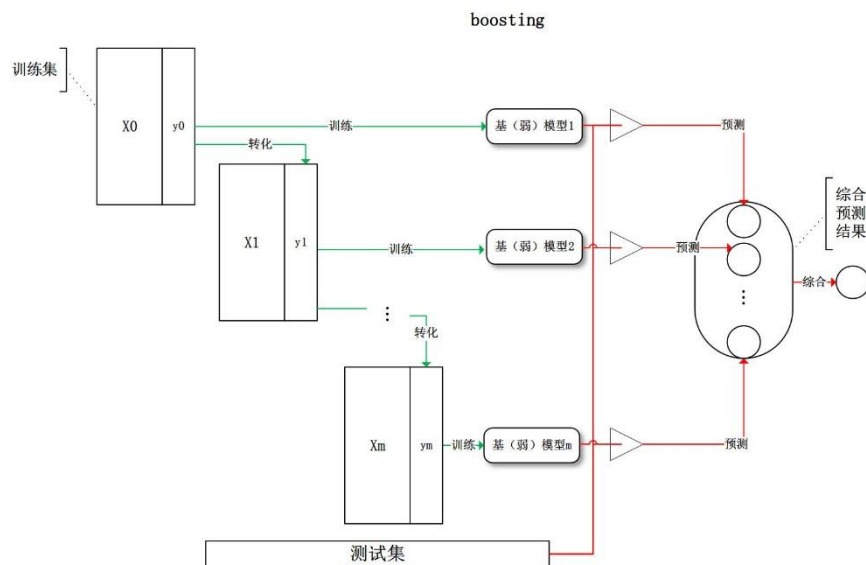 boosting
训练集
X0
y0
训练
基（弱）模型1
预测
转化
X1
y1
训练
基（弱）模型2
预测
综合
预测
结果
综合
⋮
⋮
转化
Xm
ym
训练
基（弱）模型m
预测
测试集